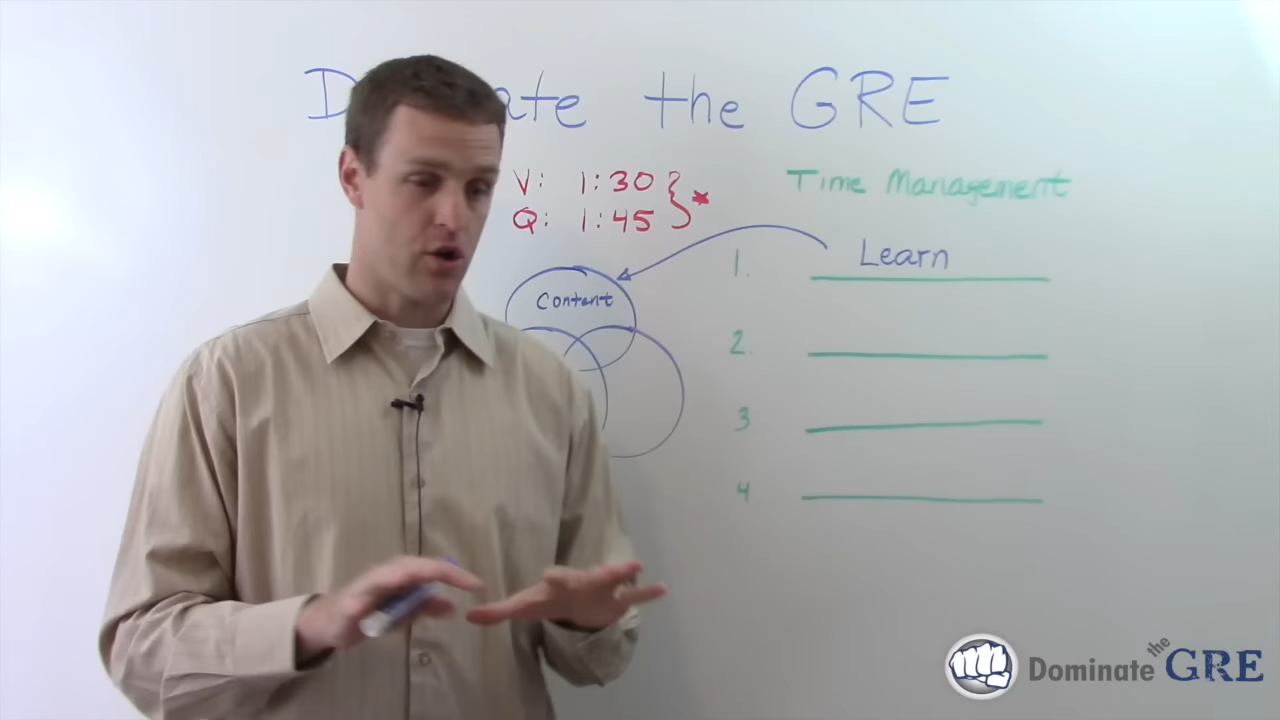 D ate the GRE
V: 1:30
Q: 1:45
Time Management
Content
1. Learn
2.
3
4
Dominate the GRE